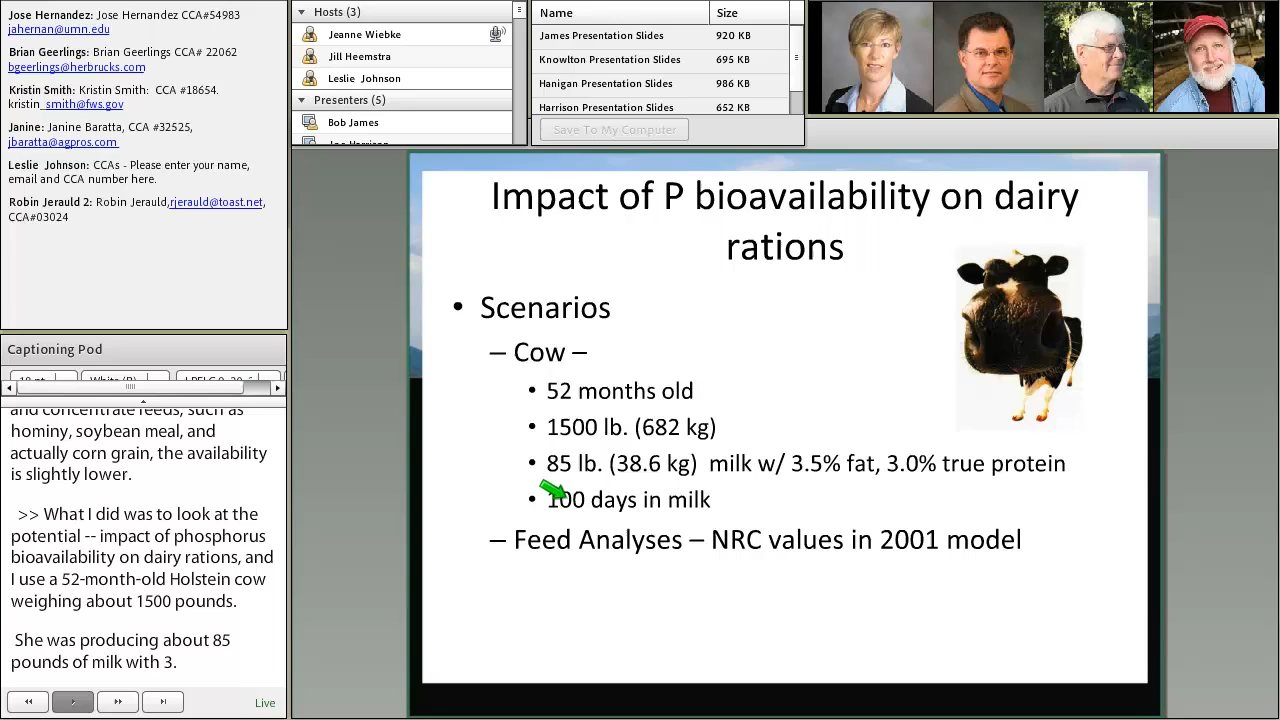 Jose Hernandez: Jose Hernandez CCA#54983
jahernan@umn.edu
Brian Geerlings: Brian Geerlings CCA# 22062
bgeerlings@herbrucks.com
Kristin Smith: Kristin Smith:  CCA #18654.
kristin_smith@fws.gov
Janine: Janine Baratta, CCA #32525,
jbaratta@agpros.com
Leslie  Johnson: CCAs - Please enter your name,
email and CCA number here.
Robin Jerauld 2: Robin Jerauld,rjerauld@toast.net,
CCA#03024
Captioning Pod
and concentrate feeds, such as
hominy, soybean meal, and
actually corn grain, the availability
is slightly lower.
>> What I did was to look at the
potential -- impact of phosphorus
bioavailability on dairy rations, and
I use a 52-month-old Holstein cow
weighing about 1500 pounds.
She was producing about 85
pounds of milk with 3.
Live
Hosts (3)
Jeanne Wiebke
Jill Heemstra
Leslie  Johnson
Presenters (5)
Bob James
Name Size
James Presentation Slides 920 KB
Knowlton Presentation Slides 695 KB
Hanigan Presentation Slides 986 KB
Harrison Presentation Slides 652 KB
Save To My Computer
Impact of P bioavailability on dairy
rations
• Scenarios
– Cow –
• 52 months old
• 1500 lb. (682 kg)
• 85 lb. (38.6 kg)  milk w/ 3.5% fat, 3.0% true protein
• 100 days in milk
– Feed Analyses – NRC values in 2001 model